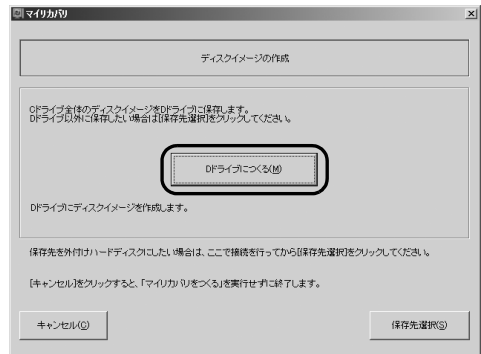 マイリカバリ
ディスクイメージの作成
Cドライブ全体のディスクイメージをDドライブに保存します。
Dドライブ以外に保存したい場合は[保存先選択]をクリックしてください。
Dドライブにつくる(M)
Dドライブにディスクイメージを作成します。
保存先を外付けハードディスクにしたい場合は、ここで接続を行ってから[保存先選択]をクリックしてください。
[キャンセル]をクリックすると、「マイリカバリをつくる」を実行せずに終了します。
キャンセル(C)
保存先選択(S)